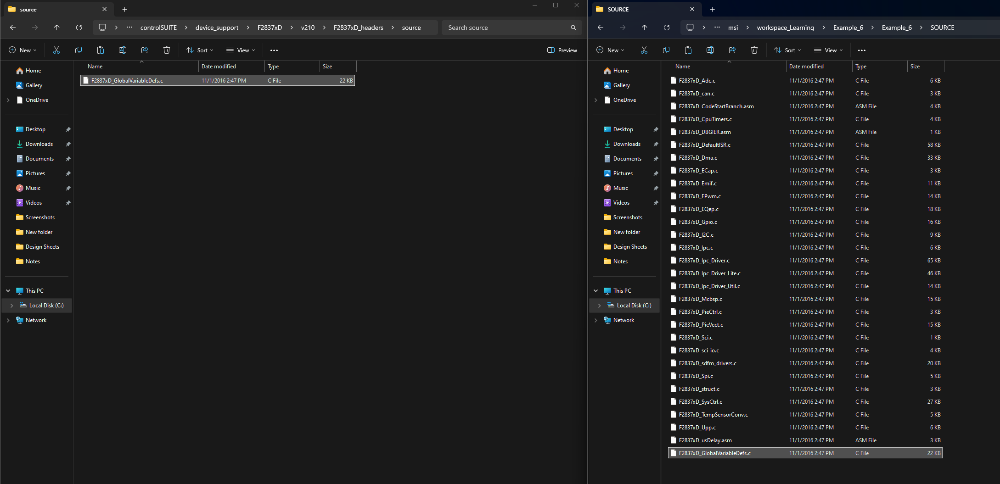 source
controlSUITE device_support F2837xD v210 F2837xD_headers source
Search source
New
Sort
View
Preview
Home
Gallery
OneDrive
Desktop
Downloads
Documents
Pictures
Music
Videos
Screenshots
New folder
Design Sheets
Notes
This PC
Local Disk (C:)
Network
Name Date modified Type Size
F2837xD_GlobalVariableDefs.c 11/1/2016 2:47 PM C File 22 KB
SOURCE
msi workspace_Learning Example_6 Example_6 SOURCE
New
Sort
View
Home
Gallery
OneDrive
Desktop
Downloads
Documents
Pictures
Music
Videos
Screenshots
New folder
Design Sheets
Notes
This PC
Local Disk (C:)
Network
Name Date modified Type Size
F2837xD_Adc.c 11/1/2016 2:47 PM C File 6 KB
F2837xD_can.c 11/1/2016 2:47 PM C File 3 KB
F2837xD_CodeStartBranch.asm 11/1/2016 2:47 PM ASM File 4 KB
F2837xD_CpuTimers.c 11/1/2016 2:47 PM C File 4 KB
F2837xD_DBGIER.asm 11/1/2016 2:47 PM ASM File 1 KB
F2837xD_DefaultISR.c 11/1/2016 2:47 PM C File 58 KB
F2837xD_Dma.c 11/1/2016 2:47 PM C File 33 KB
F2837xD_ECap.c 11/1/2016 2:47 PM C File 3 KB
F2837xD_Emif.c 11/1/2016 2:47 PM C File 11 KB
F2837xD_EPwm.c 11/1/2016 2:47 PM C File 14 KB
F2837xD_EQep.c 11/1/2016 2:47 PM C File 18 KB
F2837xD_Gpio.c 11/1/2016 2:47 PM C File 16 KB
F2837xD_I2C.c 11/1/2016 2:47 PM C File 9 KB
F2837xD_Ipc.c 11/1/2016 2:47 PM C File 6 KB
F2837xD_Ipc_Driver.c 11/1/2016 2:47 PM C File 65 KB
F2837xD_Ipc_Driver_Lite.c 11/1/2016 2:47 PM C File 46 KB
F2837xD_Ipc_Driver_Util.c 11/1/2016 2:47 PM C File 14 KB
F2837xD_Mcbsp.c 11/1/2016 2:47 PM C File 15 KB
F2837xD_PieCtrl.c 11/1/2016 2:47 PM C File 3 KB
F2837xD_PieVect.c 11/1/2016 2:47 PM C File 15 KB
F2837xD_Sci.c 11/1/2016 2:47 PM C File 1 KB
F2837xD_sci_io.c 11/1/2016 2:47 PM C File 4 KB
F2837xD_sdfm_drivers.c 11/1/2016 2:47 PM C File 20 KB
F2837xD_Spi.c 11/1/2016 2:47 PM C File 5 KB
F2837xD_struct.c 11/1/2016 2:47 PM C File 3 KB
F2837xD_SysCtrl.c 11/1/2016 2:47 PM C File 27 KB
F2837xD_TempSensorConv.c 11/1/2016 2:47 PM C File 5 KB
F2837xD_Upp.c 11/1/2016 2:47 PM C File 6 KB
F2837xD_usDelay.asm 11/1/2016 2:47 PM ASM File 3 KB
F2837xD_GlobalVariableDefs.c 11/1/2016 2:47 PM C File 22 KB